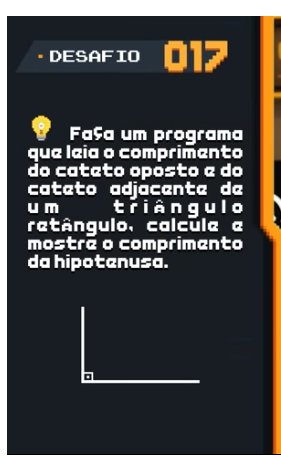 DESAFIO 017
Faça um programa
que leia o comprimento
do cateto oposto e do
cateto adjacente de
um triângulo
retângulo, calcule e
mostre o comprimento
da hipotenusa.